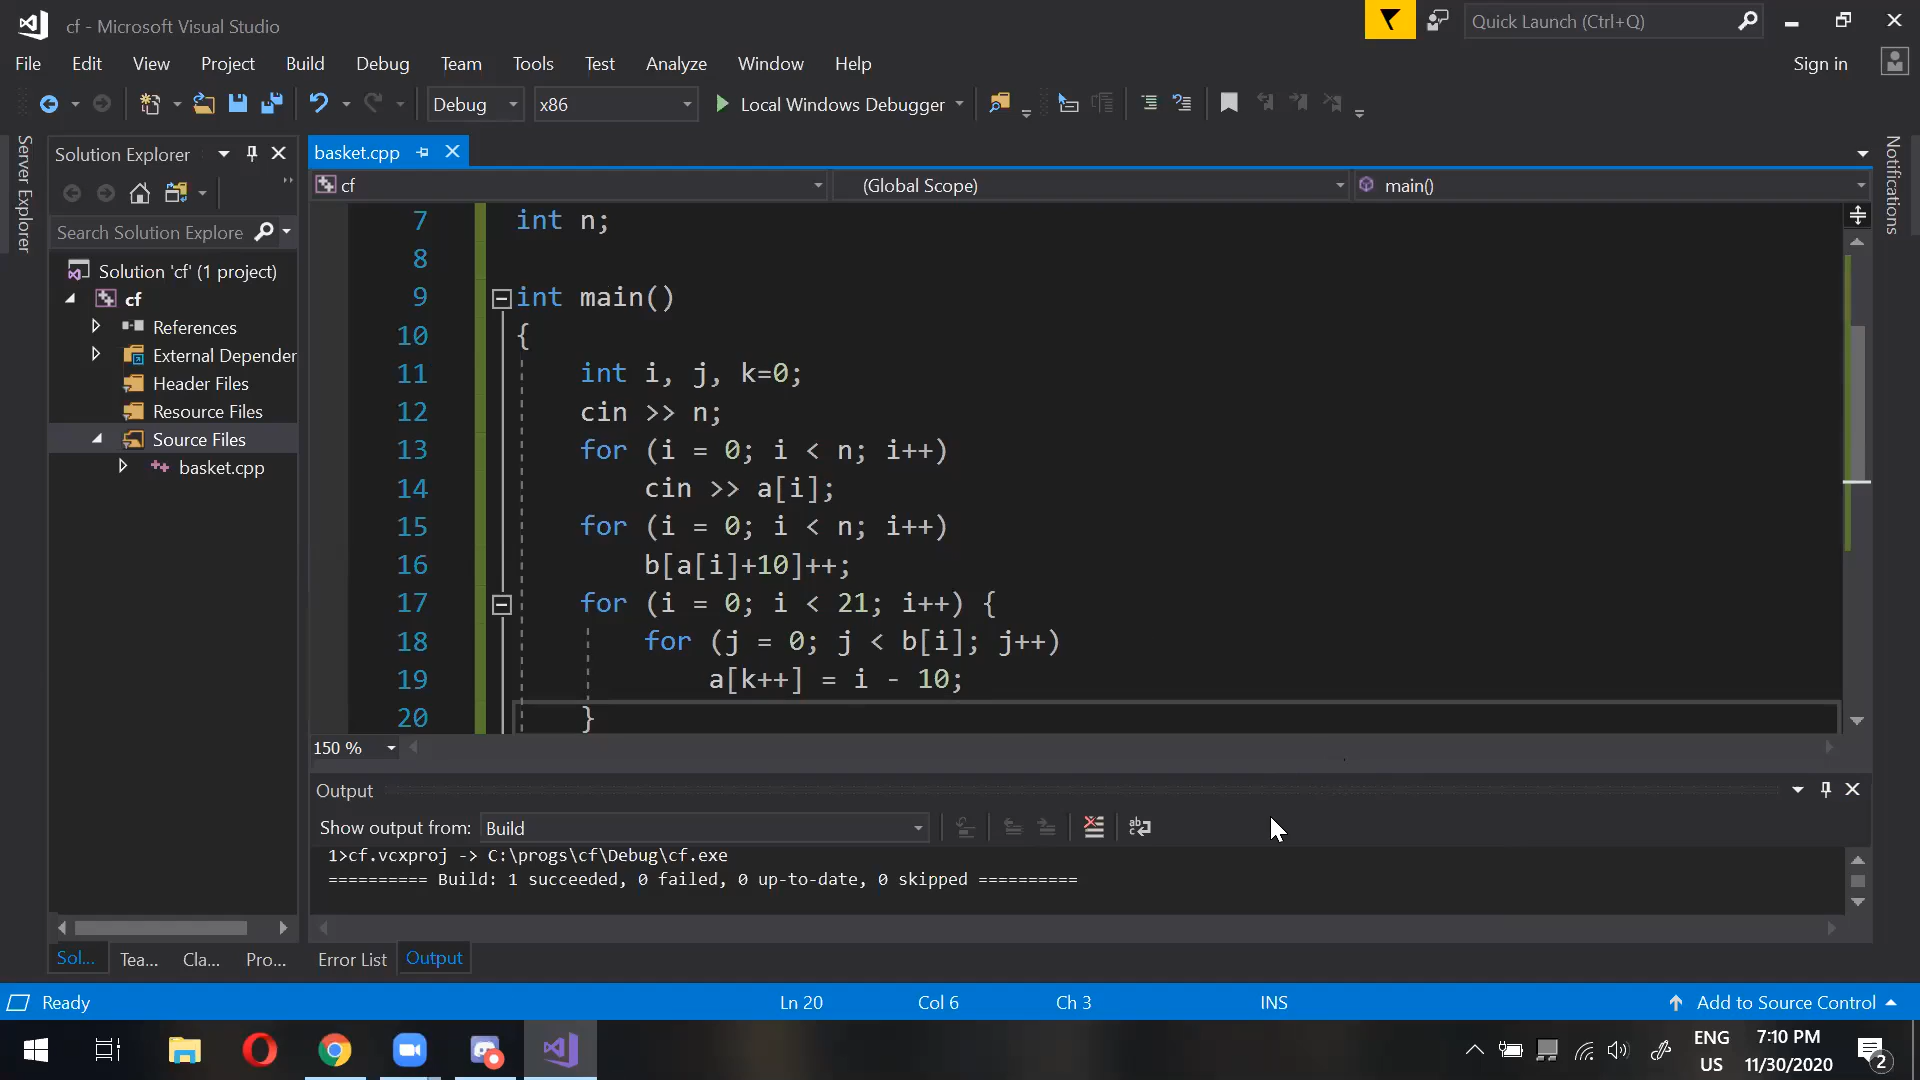 cf - Microsoft Visual Studio
Quick Launch (Ctrl+Q)
File Edit View Project Build Debug Team Tools Test Analyze Window Help
Sign in
Debug x86 Local Windows Debugger
Server Explorer
Solution Explorer
Search Solution Explore
Solution 'cf' (1 project)
cf
References
External Depender
Header Files
Resource Files
Source Files
basket.cpp
basket.cpp
cf (Global Scope) main()
7 int n;
8
9 int main()
10 {
11 int i, j, k=0;
12 cin >> n;
13 for (i = 0; i < n; i++)
14 cin >> a[i];
15 for (i = 0; i < n; i++)
16 b[a[i]+10]++;
17 for (i = 0; i < 21; i++) {
18 for (j = 0; j < b[i]; j++)
19 a[k++] = i - 10;
20 }
150 %
Notifications
Output
Show output from: Build
1>cf.vcxproj -> C:\progs\cf\Debug\cf.exe
========== Build: 1 succeeded, 0 failed, 0 up-to-date, 0 skipped ==========
Sol... Tea... Cla... Pro... Error List Output
Ready Ln 20 Col 6 Ch 3 INS Add to Source Control
ENG 7:10 PM
US 11/30/2020 2